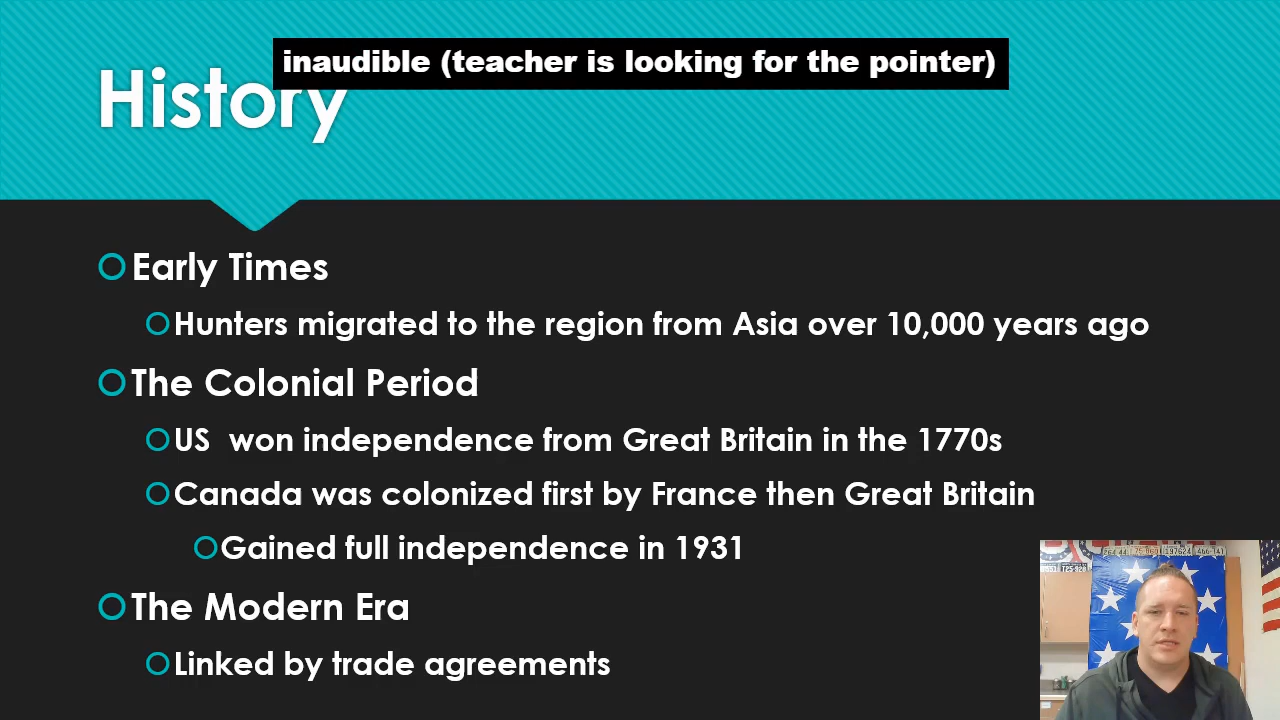 inaudible (teacher is looking for the pointer)
History
Early Times
Hunters migrated to the region from Asia over 10,000 years ago
The Colonial Period
US  won independence from Great Britain in the 1770s
Canada was colonized first by France then Great Britain
Gained full independence in 1931
The Modern Era
Linked by trade agreements